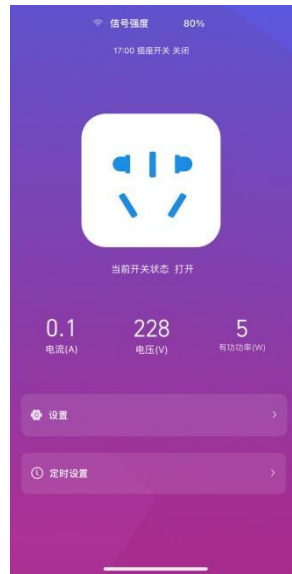 信号强度 80%
17:00 插座开关 关闭
当前开关状态 打开
0.1 228 5
电流(A) 电压(V) 有功功率(W)
设置
定时设置